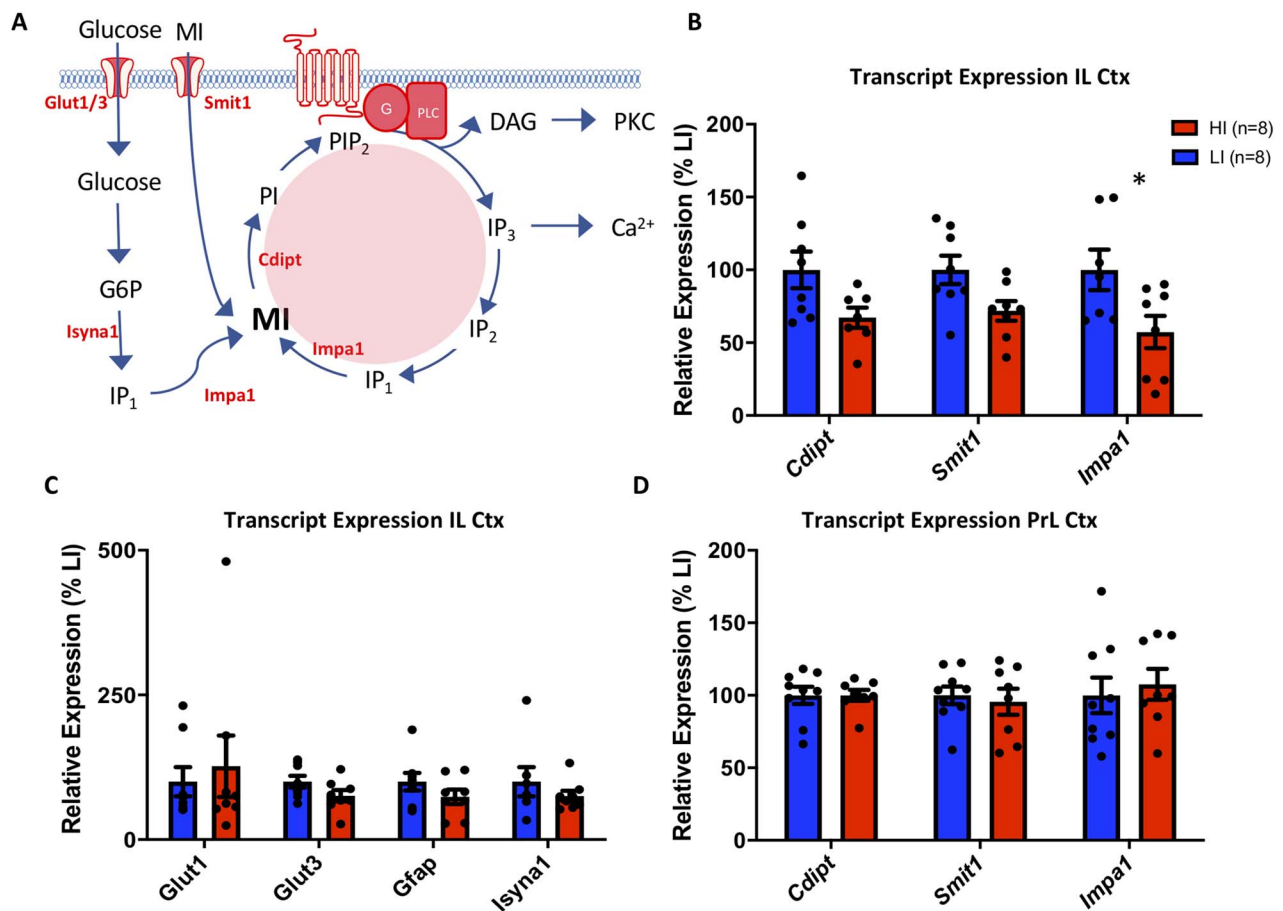 A
Glucose MI
Glut1/3
Smit1
G
PLC
DAG
PKC
PIP2
Glucose
PI
IP3
Ca2+
Cdipt
G6P
MI
IP2
Isyna1
Impa1
IP1
IP1
Impa1
B
Transcript Expression IL Ctx
Relative Expression (% LI)
200
150
100
50
0
HI (n=8)
LI (n=8)
*
Cdipt
Smit1
Impa1
C
Transcript Expression IL Ctx
Relative Expression (% LI)
500
250
0
Glut1
Glut3
Gfap
Isyna1
D
Transcript Expression PrL Ctx
Relative Expression (% LI)
200
150
100
50
0
Cdipt
Smit1
Impa1